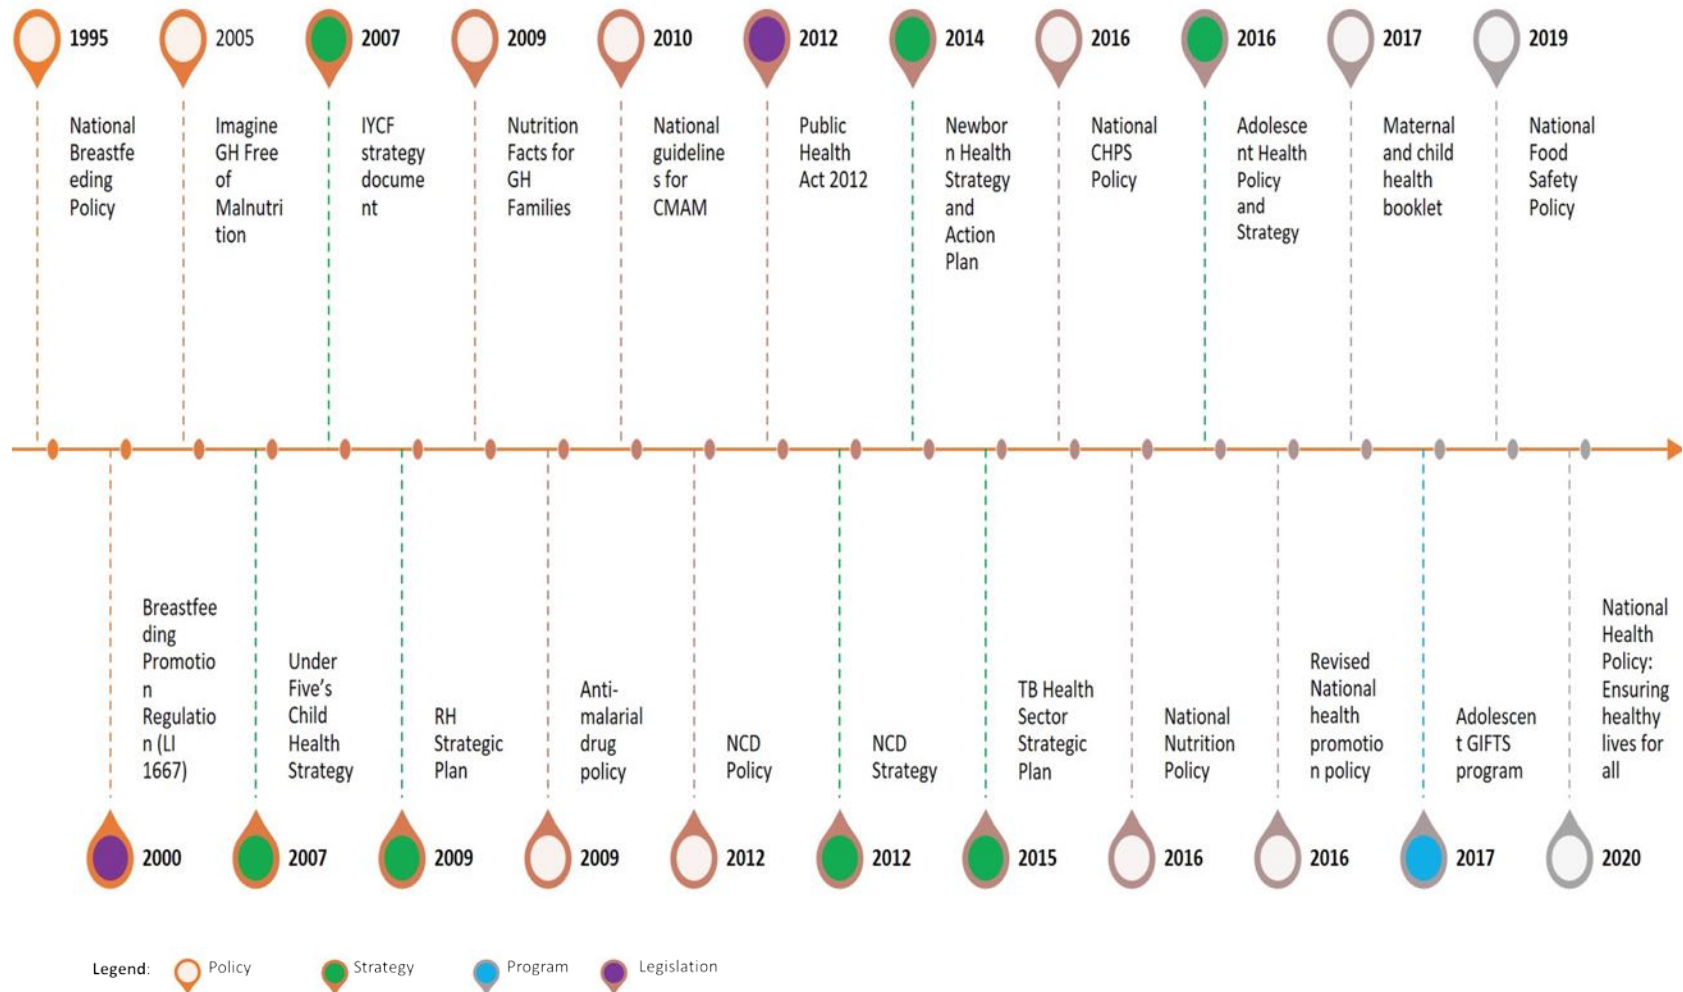 1995
National
Breastfe
eding
Policy
2005
Imagine
GH Free
of
Malnutri
tion
2007
IYCF
strategy
docume
nt
2009
Nutrition
Facts for
GH
Families
2010
National
guideline
s for
CMAM
2012
Public
Health
Act 2012
2014
Newbor
n Health
Strategy
and
Action
Plan
2016
National
CHPS
Policy
2016
Adolesce
nt Health
Policy
and
Strategy
2017
Maternal
and child
health
booklet
2019
National
Food
Safety
Policy
Breastfee
ding
Promotio
n
Regulatio
n (LI
1667)
2000
Under
Five’s
Child
Health
Strategy
2007
RH
Strategic
Plan
2009
Anti-
malarial
drug
policy
2009
NCD
Policy
2012
NCD
Strategy
2012
TB Health
Sector
Strategic
Plan
2015
National
Nutrition
Policy
2016
Revised
National
health
promotio
n policy
2016
Adolescen
t GIFTS
program
2017
National
Health
Policy:
Ensuring
healthy
lives for
all
2020
Legend: Policy Strategy Program Legislation